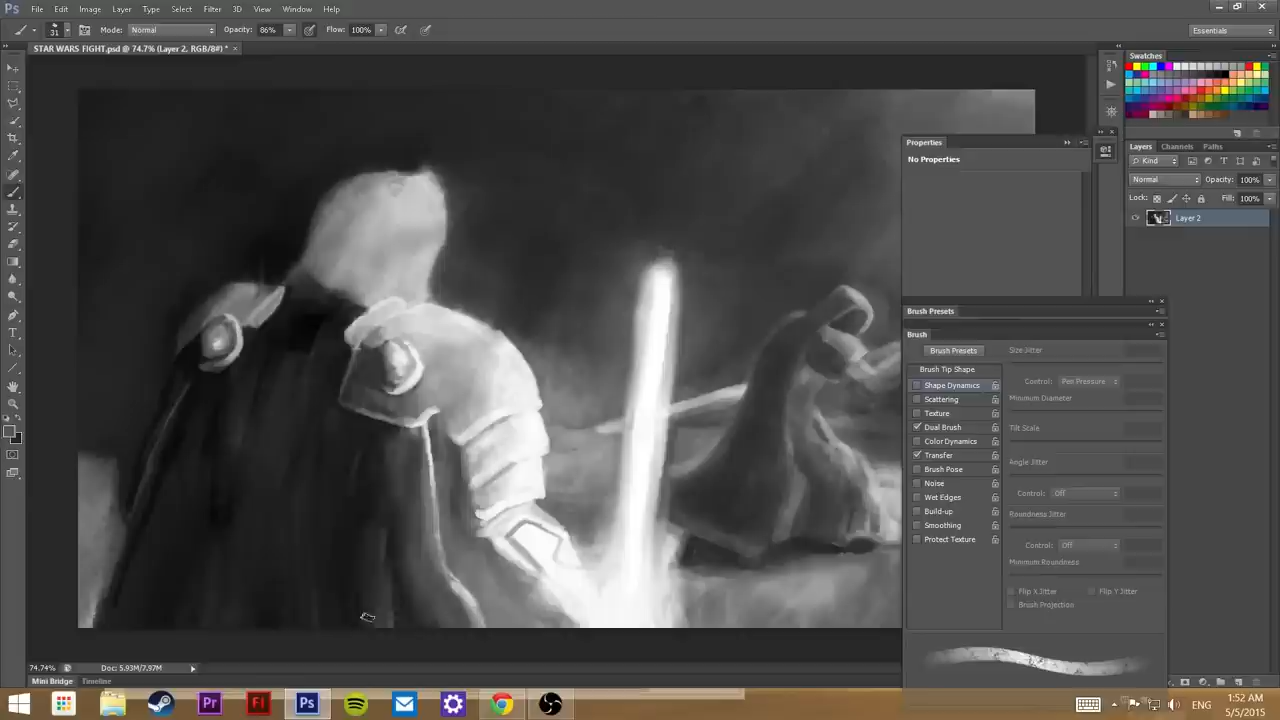 Ps File Edit Image Layer Type Select Filter 3D View Window Help
31 Mode: Normal Opacity: 86% Flow: 100% Essentials
STAR WARS FIGHT.psd @ 74.7% (Layer 2, RGB/8#) * ×
Swatches
Properties
No Properties
Layers Channels Paths
Kind
Normal Opacity: 100%
Lock: Fill: 100%
Layer 2
Brush Presets
Brush
Brush Presets Size Jitter
Brush Tip Shape
Shape Dynamics Control: Pen Pressure
Scattering Minimum Diameter
Texture
Dual Brush Tilt Scale
Color Dynamics
Transfer Angle Jitter
Brush Pose
Noise
Wet Edges Control: Off
Build-up Roundness Jitter
Smoothing
Protect Texture Control: Off
Minimum Roundness
Flip X Jitter Flip Y Jitter
Brush Projection
74.74% Doc: 5.93M/7.97M
Mini Bridge Timeline
Pr Fl Ps ENG 1:52 AM
5/5/2015